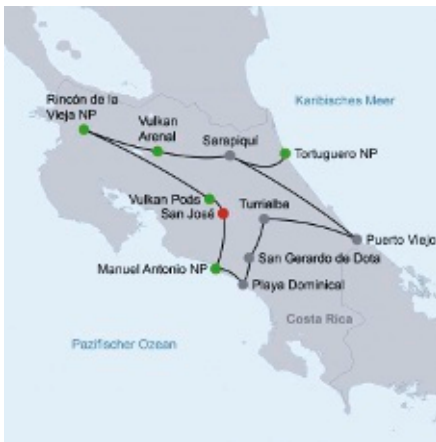 Rincón de la
Vieja NP
Karibisches Meer
Vulkan
Arenal
Sarapiquí
Tortuguero NP
Vulkan Poás
San José
Turrialba
Puerto Viejo
San Gerardo de Dota
Manuel Antonio NP
Playa Dominical
Costa Rica
Pazifischer Ozean